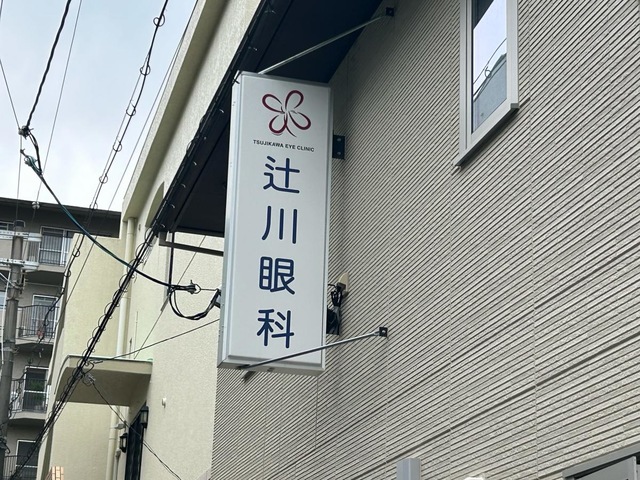 TSUJIKAWA EYE CLINIC
辻川眼科